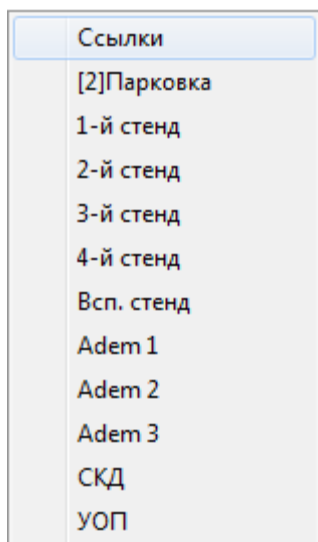 Ссылки
[2]Парковка
1-й стенд
2-й стенд
3-й стенд
4-й стенд
Всп. стенд
Adem 1
Adem 2
Adem 3
СКД
УОП